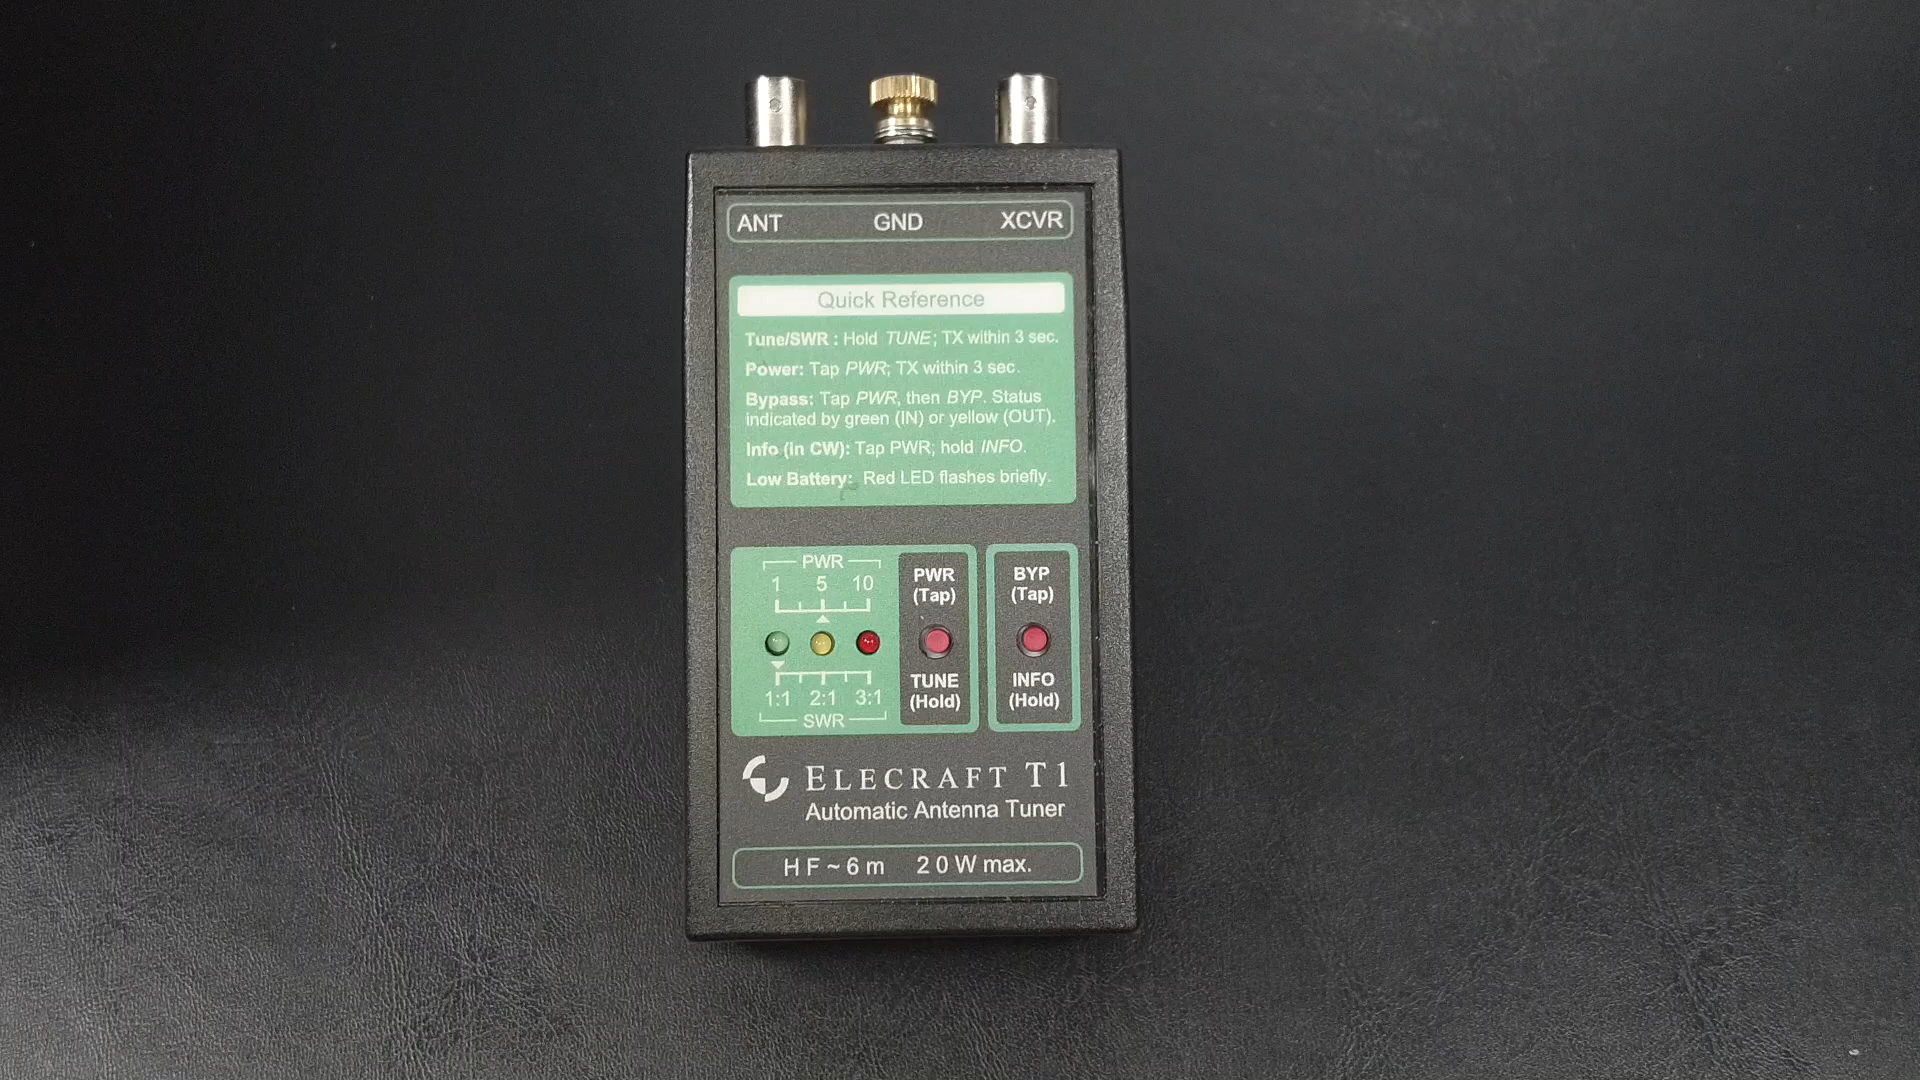 ANT GND XCVR
Quick Reference
Tune/SWR : Hold TUNE; TX within 3 sec.
Power: Tap PWR; TX within 3 sec.
Bypass: Tap PWR, then BYP. Status
indicated by green (IN) or yellow (OUT).
Info (in CW): Tap PWR; hold INFO.
Low Battery: Red LED flashes briefly.
PWR
1 5 10
1:1 2:1 3:1
SWR
PWR
(Tap)
TUNE
(Hold)
BYP
(Tap)
INFO
(Hold)
ELECRAFT T1
Automatic Antenna Tuner
HF~6m 20W max.